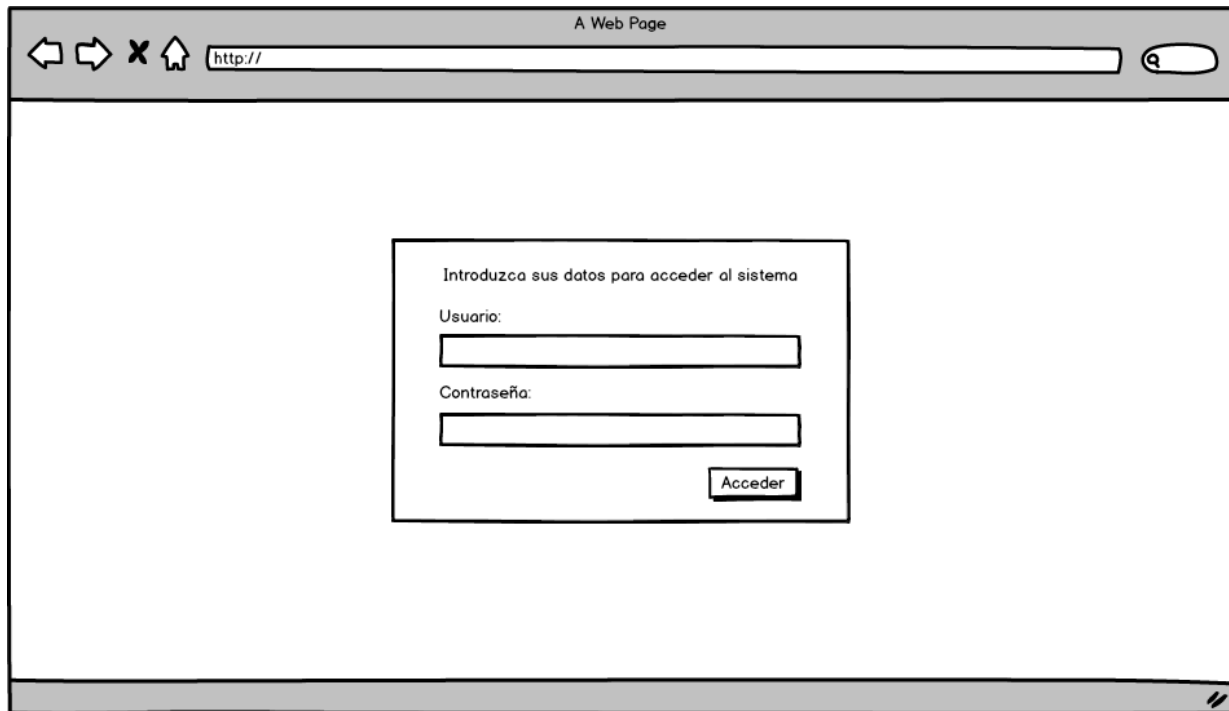 A Web Page
http://
Introduzca sus datos para acceder al sistema
Usuario:
Contraseña:
Acceder